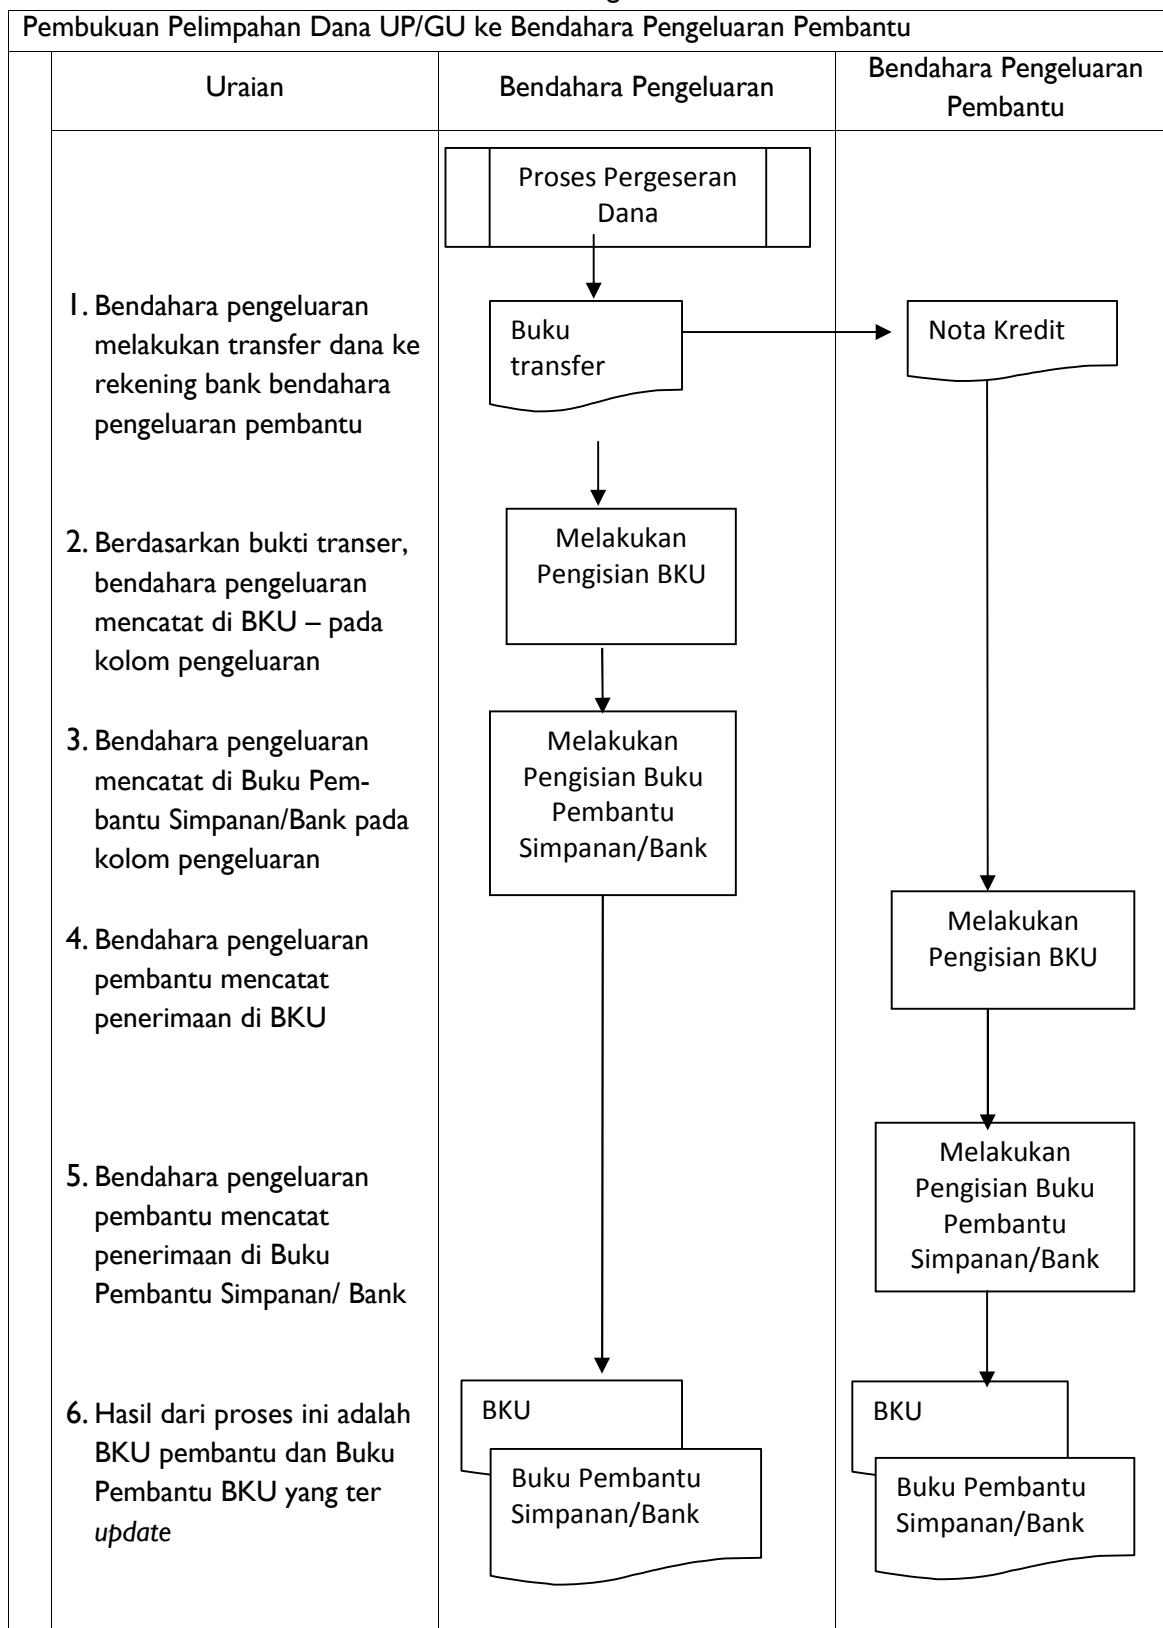 Pembukuan Pelimpahan Dana UP/GU ke Bendahara Pengeluaran Pembantu
Uraian
Bendahara Pengeluaran
Bendahara Pengeluaran
Pembantu
Proses Pergeseran
Dana
1. Bendahara pengeluaran
melakukan transfer dana ke
rekening bank bendahara
pengeluaran pembantu
Buku
transfer
Nota Kredit
2. Berdasarkan bukti transer,
bendahara pengeluaran
mencatat di BKU – pada
kolom pengeluaran
Melakukan
Pengisian BKU
3. Bendahara pengeluaran
mencatat di Buku Pem-
bantu Simpanan/Bank pada
kolom pengeluaran
Melakukan
Pengisian Buku
Pembantu
Simpanan/Bank
4. Bendahara pengeluaran
pembantu mencatat
penerimaan di BKU
Melakukan
Pengisian BKU
5. Bendahara pengeluaran
pembantu mencatat
penerimaan di Buku
Pembantu Simpanan/ Bank
Melakukan
Pengisian Buku
Pembantu
Simpanan/Bank
6. Hasil dari proses ini adalah
BKU pembantu dan Buku
Pembantu BKU yang ter
update
BKU
Buku Pembantu
Simpanan/Bank
BKU
Buku Pembantu
Simpanan/Bank